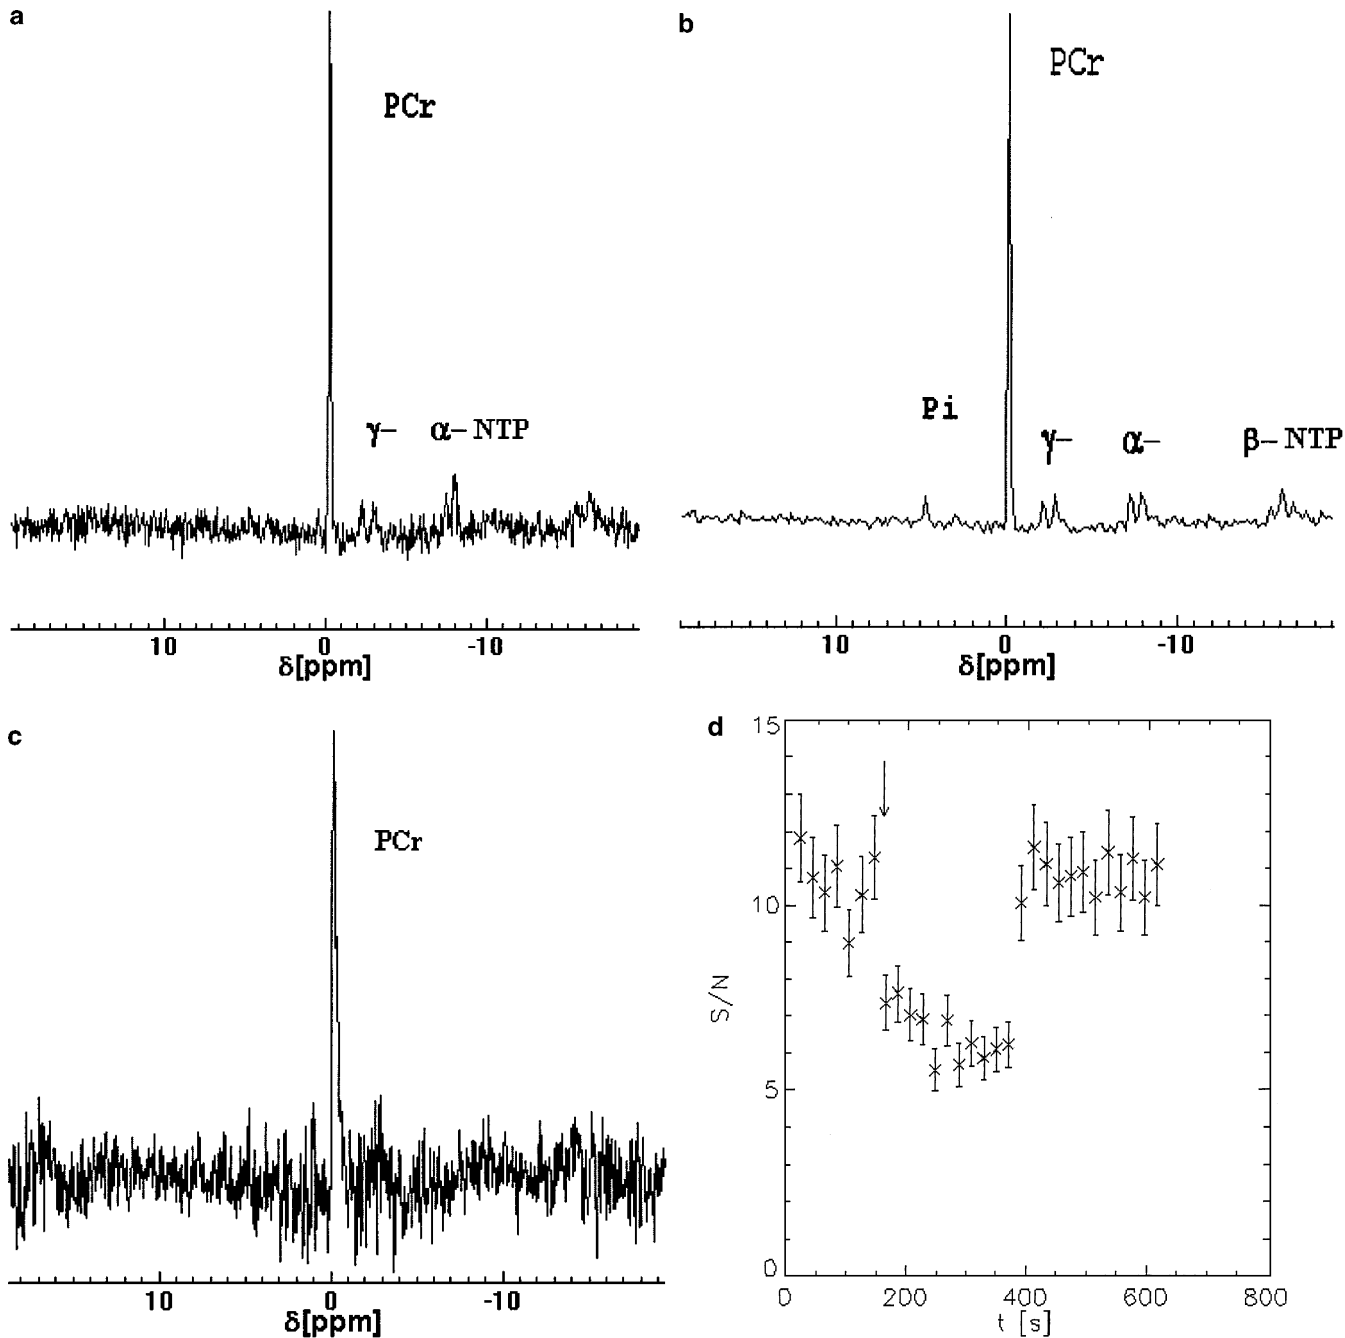 a
PCr
γ– α– NTP
10 0 -10
δ[ppm]
b
PCr
Pi
γ– α– β– NTP
10 0 -10
δ[ppm]
c
PCr
10 0 -10
δ[ppm]
d
15
10
5
0
S/N
0 200 400 600 800
t [s]